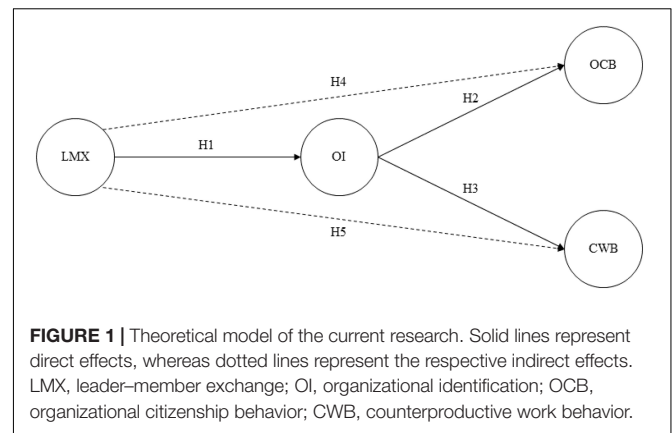 OCB
H4
H2
LMX
H1
OI
H3
H5
CWB
FIGURE 1 | Theoretical model of the current research. Solid lines represent
direct effects, whereas dotted lines represent the respective indirect effects.
LMX, leader–member exchange; OI, organizational identification; OCB,
organizational citizenship behavior; CWB, counterproductive work behavior.